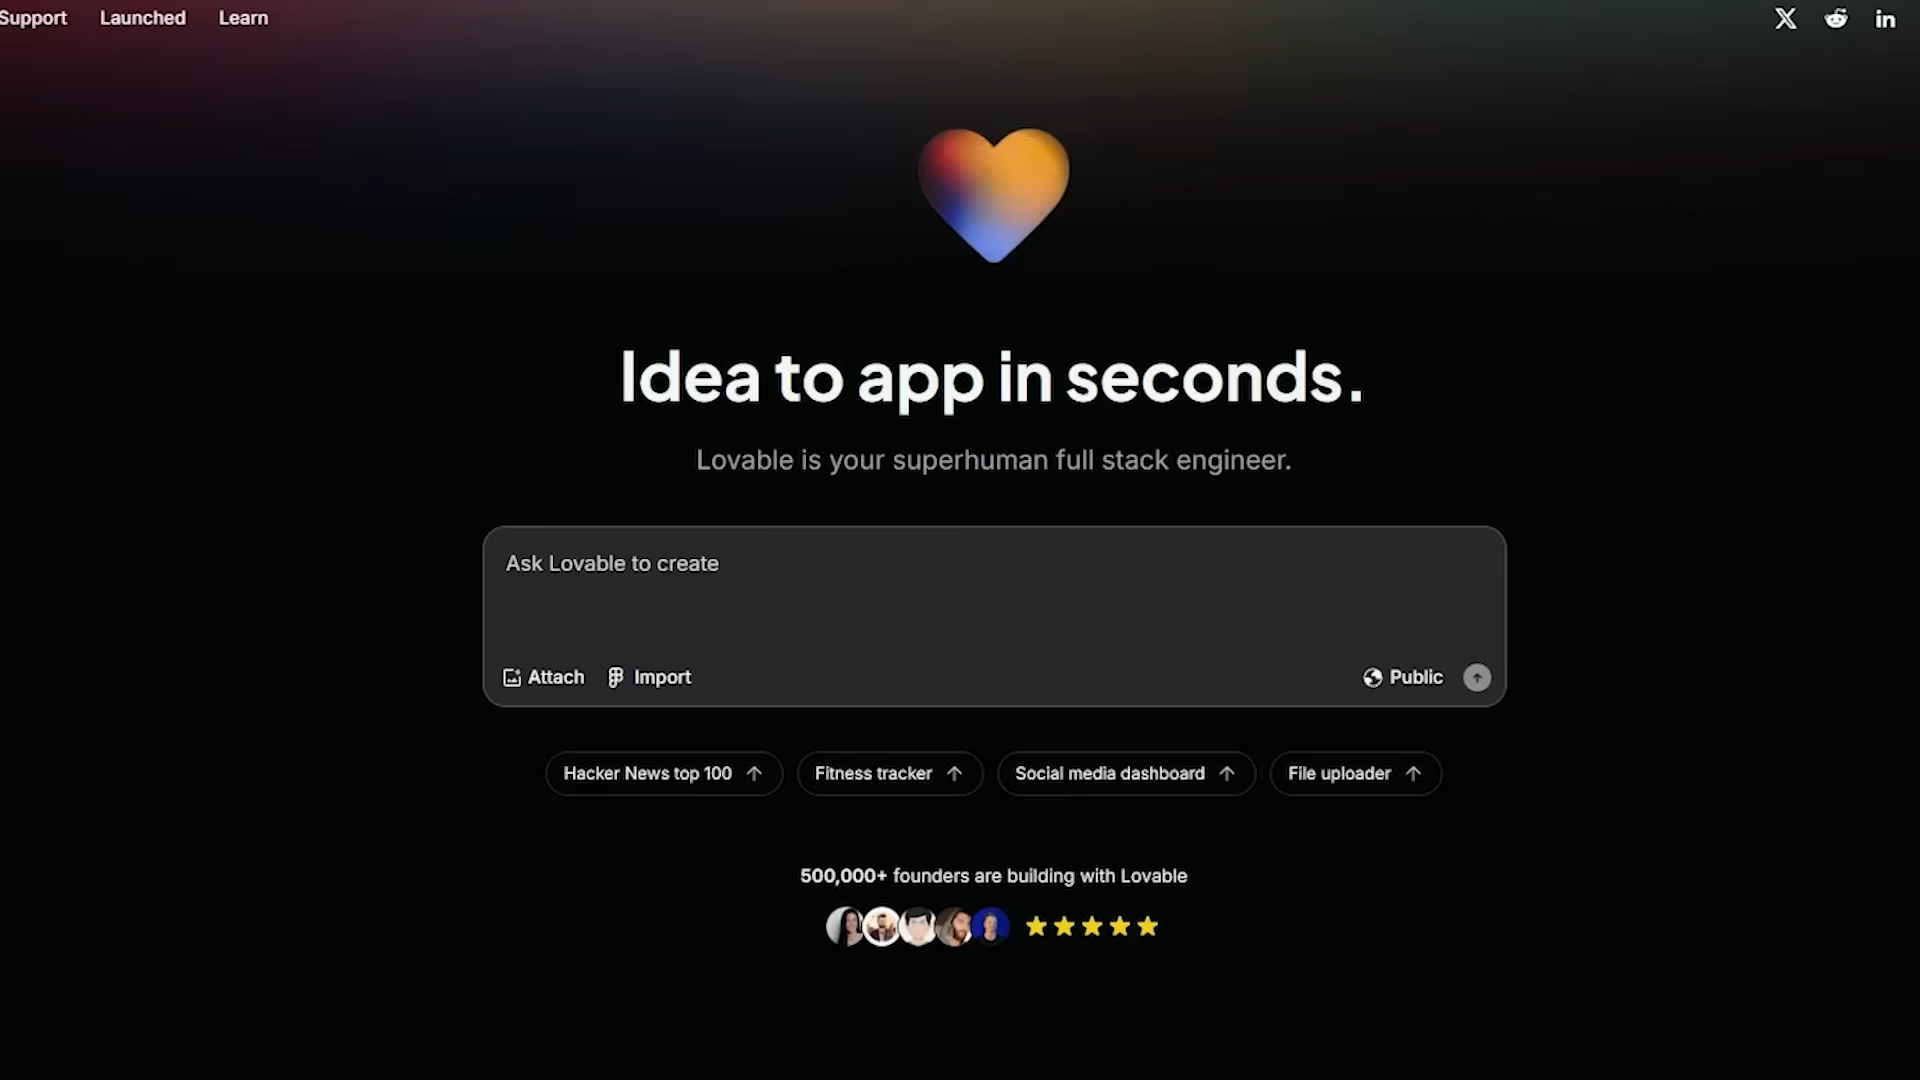 Support Launched Learn
Idea to app in seconds.
Lovable is your superhuman full stack engineer.
Ask Lovable to create
Attach Import Public
Hacker News top 100 Fitness tracker Social media dashboard File uploader
500,000+ founders are building with Lovable